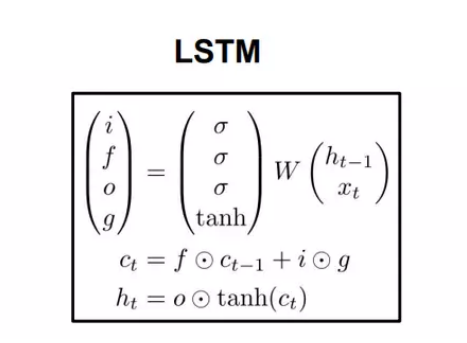 LSTM
(i f o g) = (σ σ σ tanh) W (h_{t−1} x_t)
c_t = f ⊙ c_{t−1} + i ⊙ g
h_t = o ⊙ tanh(c_t)